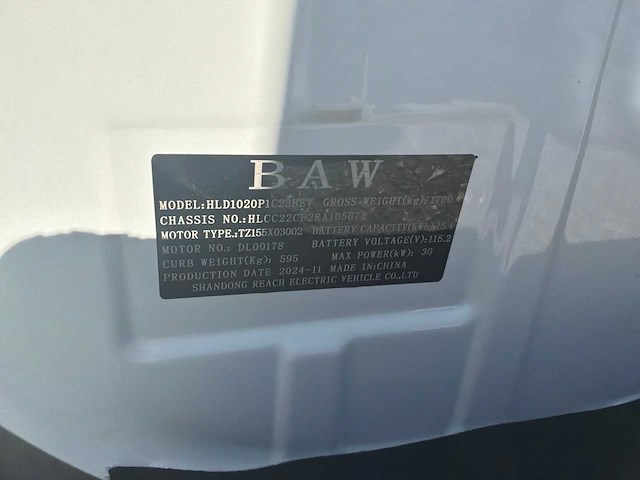 BAW
MODEL:HLD1020P1C23BEV GROSS WEIGHT(kg):1700
CHASSIS NO.:HLCC22CP2RA105872
MOTOR TYPE.:TZ155X03002 BATTERY CAPACITY(kWh):15.4
MOTOR NO.: DL00178 BATTERY VOLTAGE(V):115.2
CURB WEIGHT(Kg): 595 MAX POWER(kW): 30
PRODUCTION DATE 2024-11 MADE IN:CHINA
SHANDONG REACH ELECTRIC VEHICLE CO.,LTD